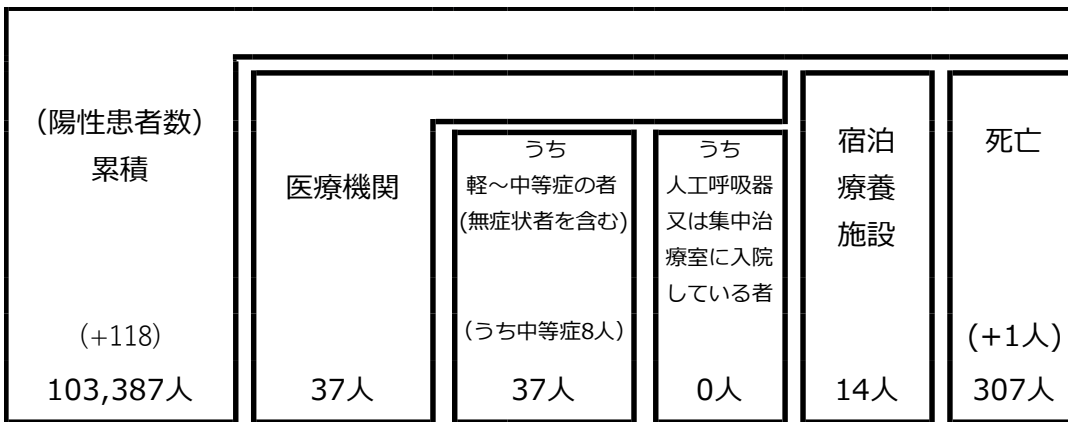 （陽性患者数）
累積
(+118)
103,387人
医療機関
37人
うち
軽～中等症の者
(無症状者を含む)
（うち中等症8人）
37人
うち
人工呼吸器
又は集中治
療室に入院
している者
0人
宿泊
療養
施設
14人
死亡
(+1人)
307人